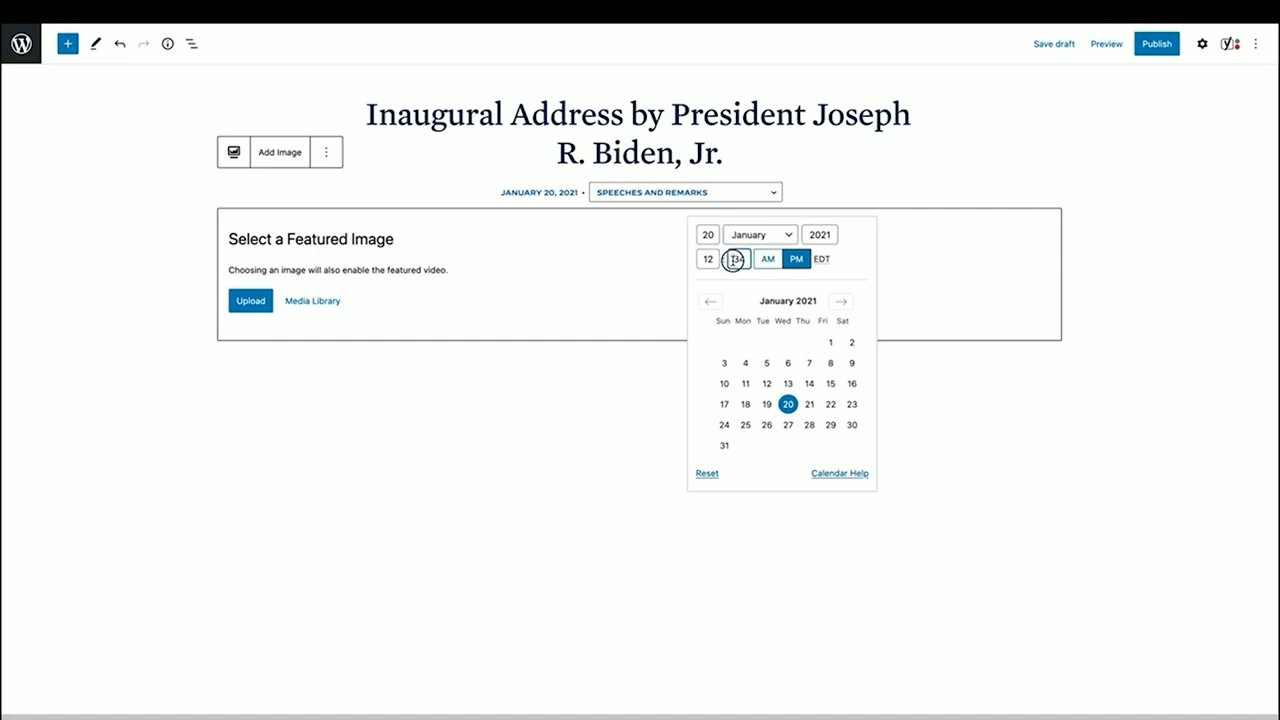 Save draft Preview Publish
Inaugural Address by President Joseph
R. Biden, Jr.
Add Image
JANUARY 20, 2021 • SPEECHES AND REMARKS
Select a Featured Image
Choosing an image will also enable the featured video.
Upload Media Library
20 January 2021
12 AM PM EDT
January 2021
Sun Mon Tue Wed Thu Fri Sat
1 2
3 4 5 6 7 8 9
10 11 12 13 14 15 16
17 18 19 20 21 22 23
24 25 26 27 28 29 30
31
Reset Calendar Help